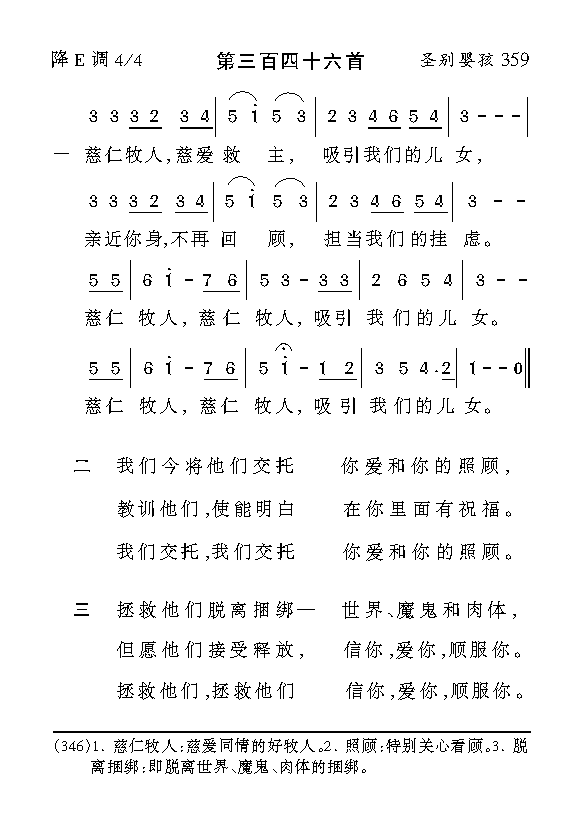 降E调 4/4 第三百四十六首 圣别婴孩 359
3 3 3 2 3 4 | 5 i 5 3 | 2 3 4 6 5 4 | 3 - - - |
一 慈仁牧人,慈爱救 主, 吸引我们的儿 女,
3 3 3 2 3 4 | 5 i 5 3 | 2 3 4 6 5 4 | 3 - -
亲近你身,不再 回 顾, 担当我们的挂 虑。
5 5 | 6 i - 7 6 | 5 3 - 3 3 | 2 6 5 4 | 3 - -
慈仁 牧人, 慈仁 牧人, 吸引 我们的儿 女。
5 5 | 6 i - 7 6 | 5 i - 1 2 | 3 5 4 . 2 | 1 - - 0 ‖
慈仁 牧人, 慈仁 牧人, 吸引 我们的儿 女。
二 我们今将他们交托 你爱和你的照顾,
教训他们,使能明白 在你里面有祝福。
我们交托,我们交托 你爱和你的照顾。
三 拯救他们脱离捆绑— 世界、魔鬼和肉体,
但愿他们接受释放, 信你,爱你,顺服你。
拯救他们,拯救他们 信你,爱你,顺服你。
(346)1. 慈仁牧人:慈爱同情的好牧人。2. 照顾:特别关心看顾。3. 脱
离捆绑:即脱离世界、魔鬼、肉体的捆绑。